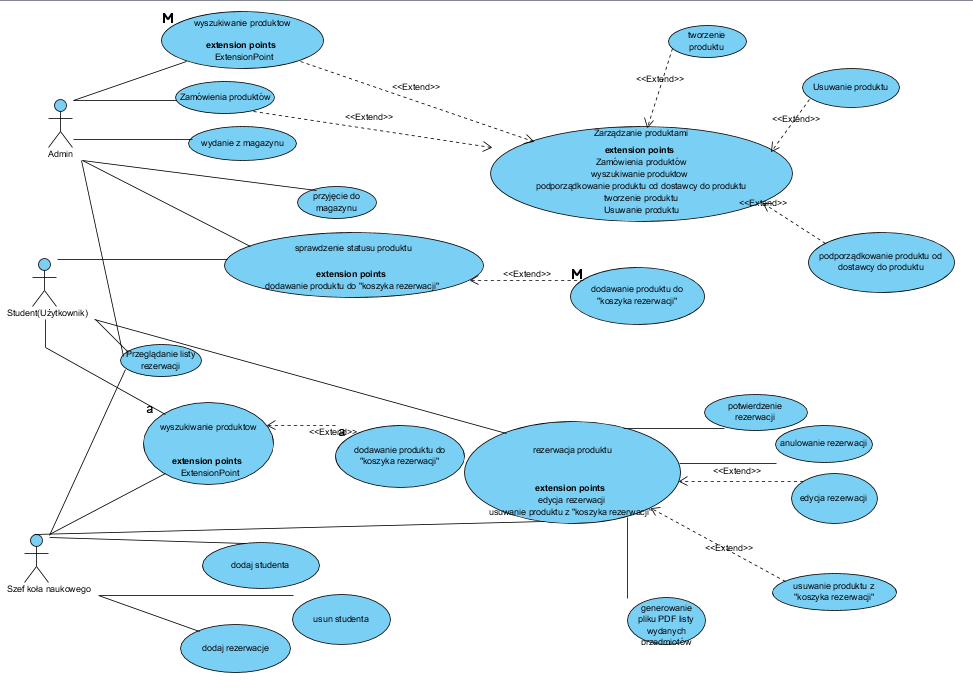 M
wyszukiwanie produktow
extension points
ExtensionPoint
tworzenie
produktu
<<Extend>>
<<Extend>>
Usuwanie produktu
Zamówienia produktów
<<Extend>>
<<Extend>>
Zarządzanie produktami
extension points
Zamówienia produktów
wyszukiwanie produktow
podporządkowanie produktu od dostawcy do produktu
tworzenie produktu
Usuwanie produktu
<<Extend>>
Admin
wydanie z magazynu
przyjęcie do
magazynu
sprawdzenie statusu produktu
extension points
dodawanie produktu do "koszyka rezerwacji"
<<Extend>>
M
dodawanie produktu do
"koszyka rezerwacji"
podporządkowanie produktu od
dostawcy do produktu
Student(Użytkownik)
Przeglądanie listy
rezerwacji
a
wyszukiwanie produktow
extension points
ExtensionPoint
<<Extend>>
a
dodawanie produktu do
"koszyka rezerwacji"
rezerwacja produktu
extension points
edycja rezerwacji
usuwanie produktu z "koszyka rezerwacji
potwierdzenie
rezerwacji
anulowanie rezerwacji
<<Extend>>
edycja rezerwacji
<<Extend>>
usuwanie produktu z
"koszyka rezerwacji"
Szef koła naukowego
dodaj studenta
usun studenta
dodaj rezerwacje
generowanie
pliku PDF listy
wydanych
przedmiotów